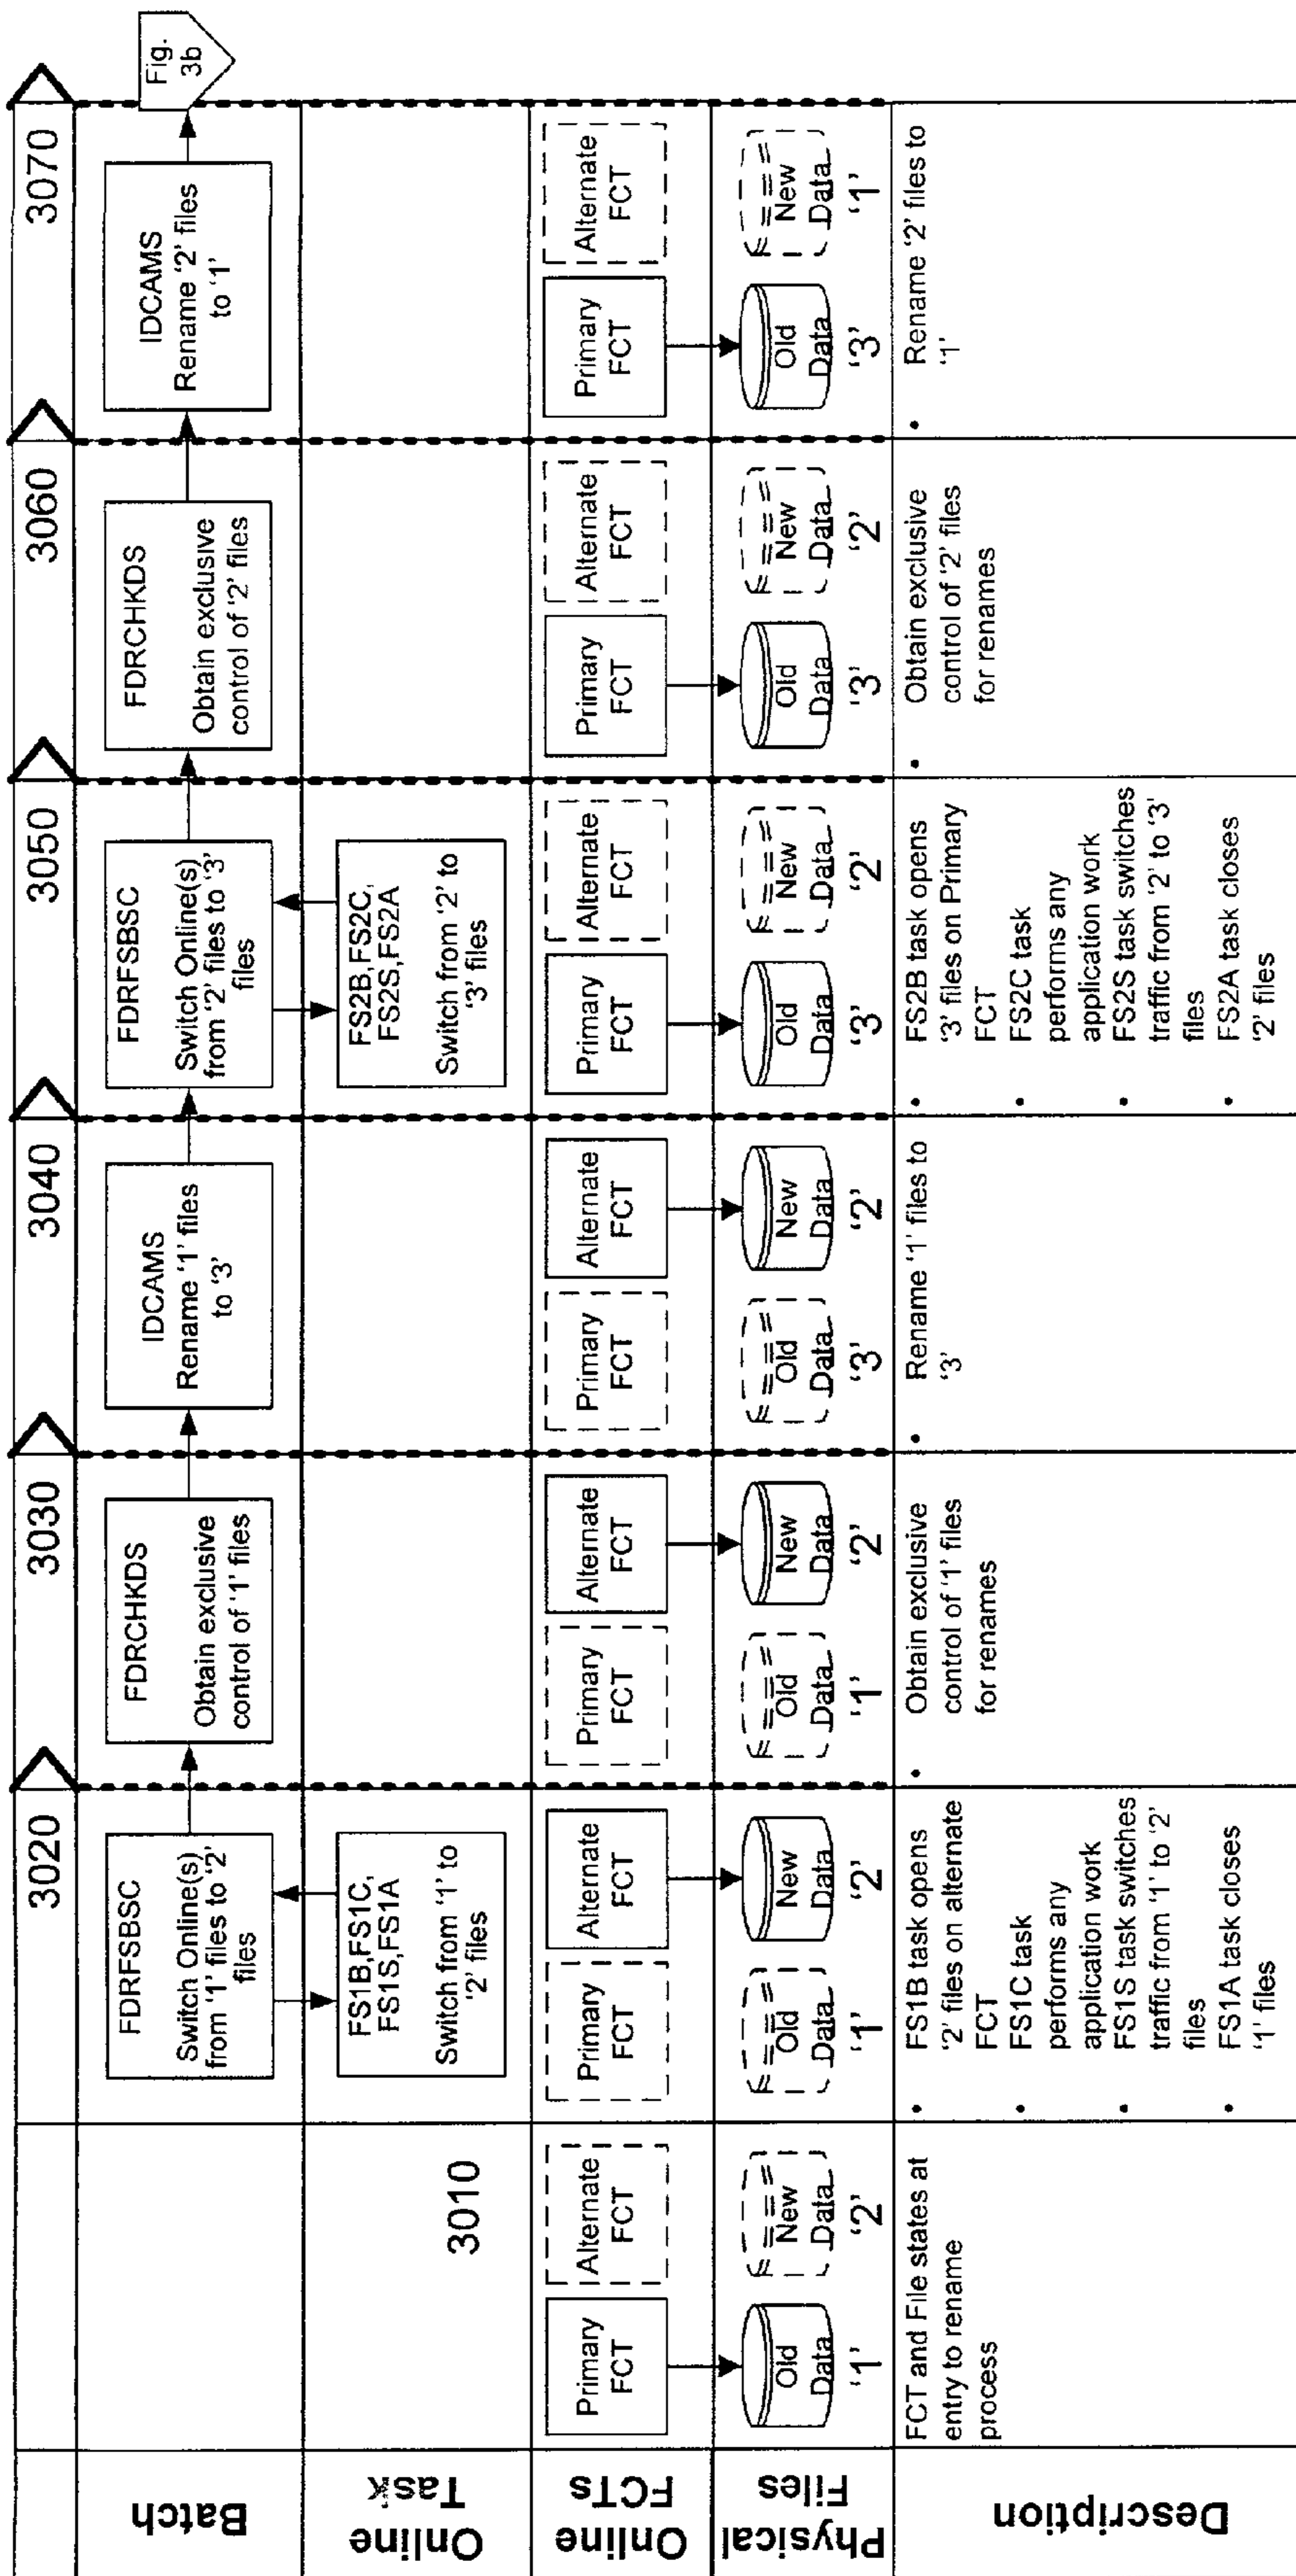 3020
3030
3040
3050
3060
3070
Batch
FDRFSBSC
Switch Online(s)
from '1' files to '2'
files
FDRCHKDS
Obtain exclusive
control of '1' files
IDCAMS
Rename '1' files
to '3'
FDRFSBSC
Switch Online(s)
from '2' files to '3'
files
FDRCHKDS
Obtain exclusive
control of '2' files
IDCAMS
Rename '2' files
to '1'
Fig.
3b
Online
Task
3010
FS1B,FS1C,
FS1S,FS1A
Switch from '1' to
'2' files
FS2B,FS2C,
FS2S,FS2A
Switch from '2' to
'3' files
Online
FCTs
Primary
FCT
Alternate
FCT
Primary
FCT
Alternate
FCT
Primary
FCT
Alternate
FCT
Primary
FCT
Alternate
FCT
Primary
FCT
Alternate
FCT
Primary
FCT
Alternate
FCT
Primary
FCT
Alternate
FCT
Physical
Files
Old
Data
'1'
New
Data
'2'
Old
Data
'1'
New
Data
'2'
Old
Data
'1'
New
Data
'2'
Old
Data
'3'
New
Data
'2'
Old
Data
'3'
New
Data
'2'
Old
Data
'3'
New
Data
'2'
Old
Data
'3'
New
Data
'1'
Description
FCT and File states at
entry to rename
process
• FS1B task opens
'2' files on alternate
FCT
• FS1C task
performs any
application work
• FS1S task switches
traffic from '1' to '2'
files
• FS1A task closes
'1' files
• Obtain exclusive
control of '1' files
for renames
• Rename '1' files to
'3'
• FS2B task opens
'3' files on Primary
FCT
• FS2C task
performs any
application work
• FS2S task switches
traffic from '2' to '3'
files
• FS2A task closes
'2' files
• Obtain exclusive
control of '2' files
for renames
• Rename '2' files to
'1'